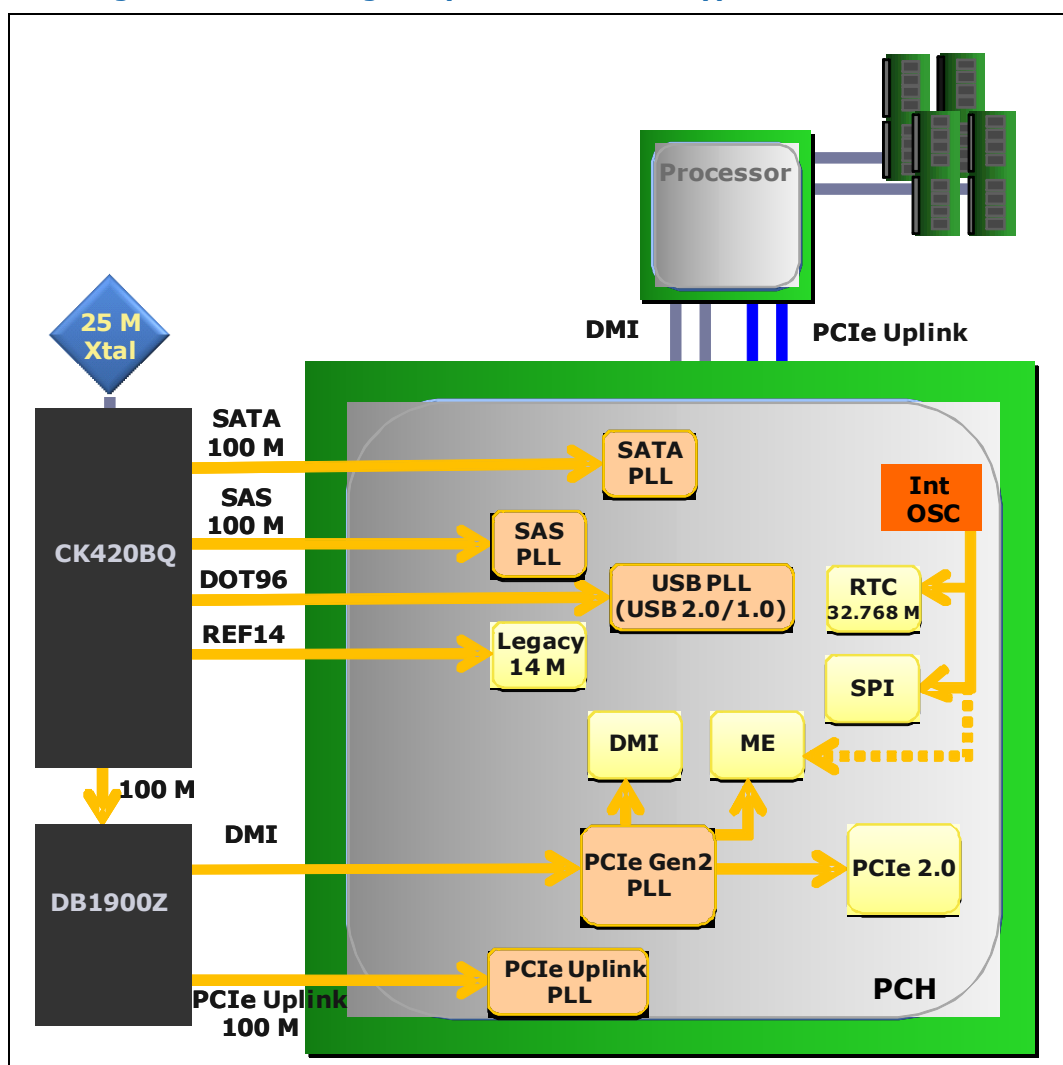 Processor
DMI
PCIe Uplink
25 M
Xtal
SATA
100 M
SATA
PLL
Int
OSC
SAS
100 M
SAS
PLL
CK420BQ
DOT96
USB PLL
(USB 2.0/1.0)
RTC
32.768 M
REF14
Legacy
14 M
SPI
DMI
ME
100 M
DMI
PCIe Gen2
PLL
PCIe 2.0
DB1900Z
PCIe Uplink
PLL
PCH
PCIe Uplink
100 M